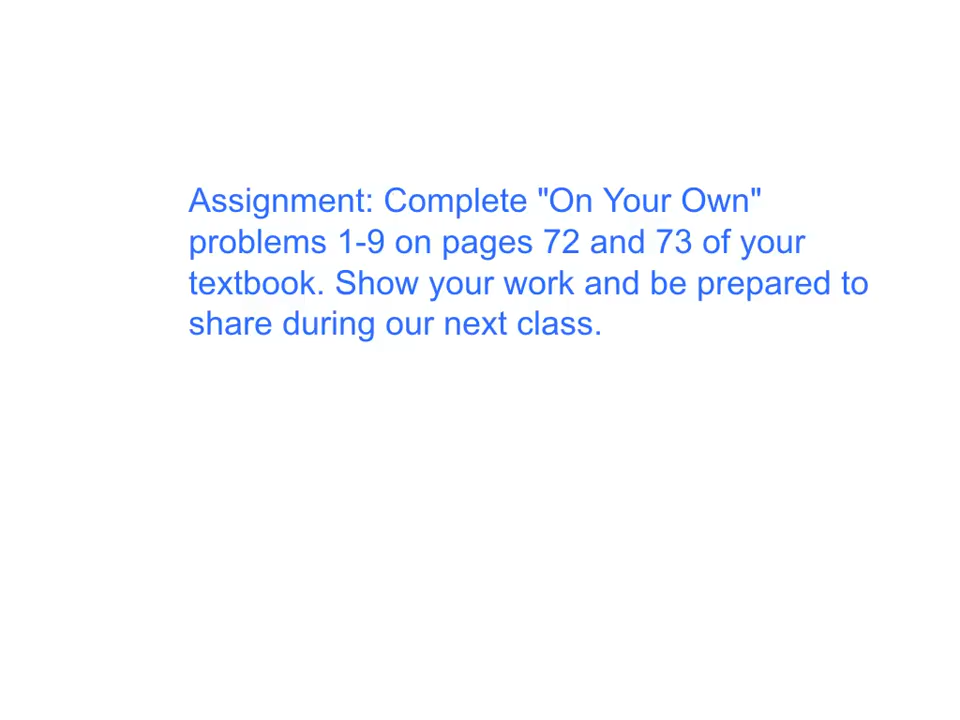 Assignment: Complete "On Your Own"
problems 1-9 on pages 72 and 73 of your
textbook. Show your work and be prepared to
share during our next class.